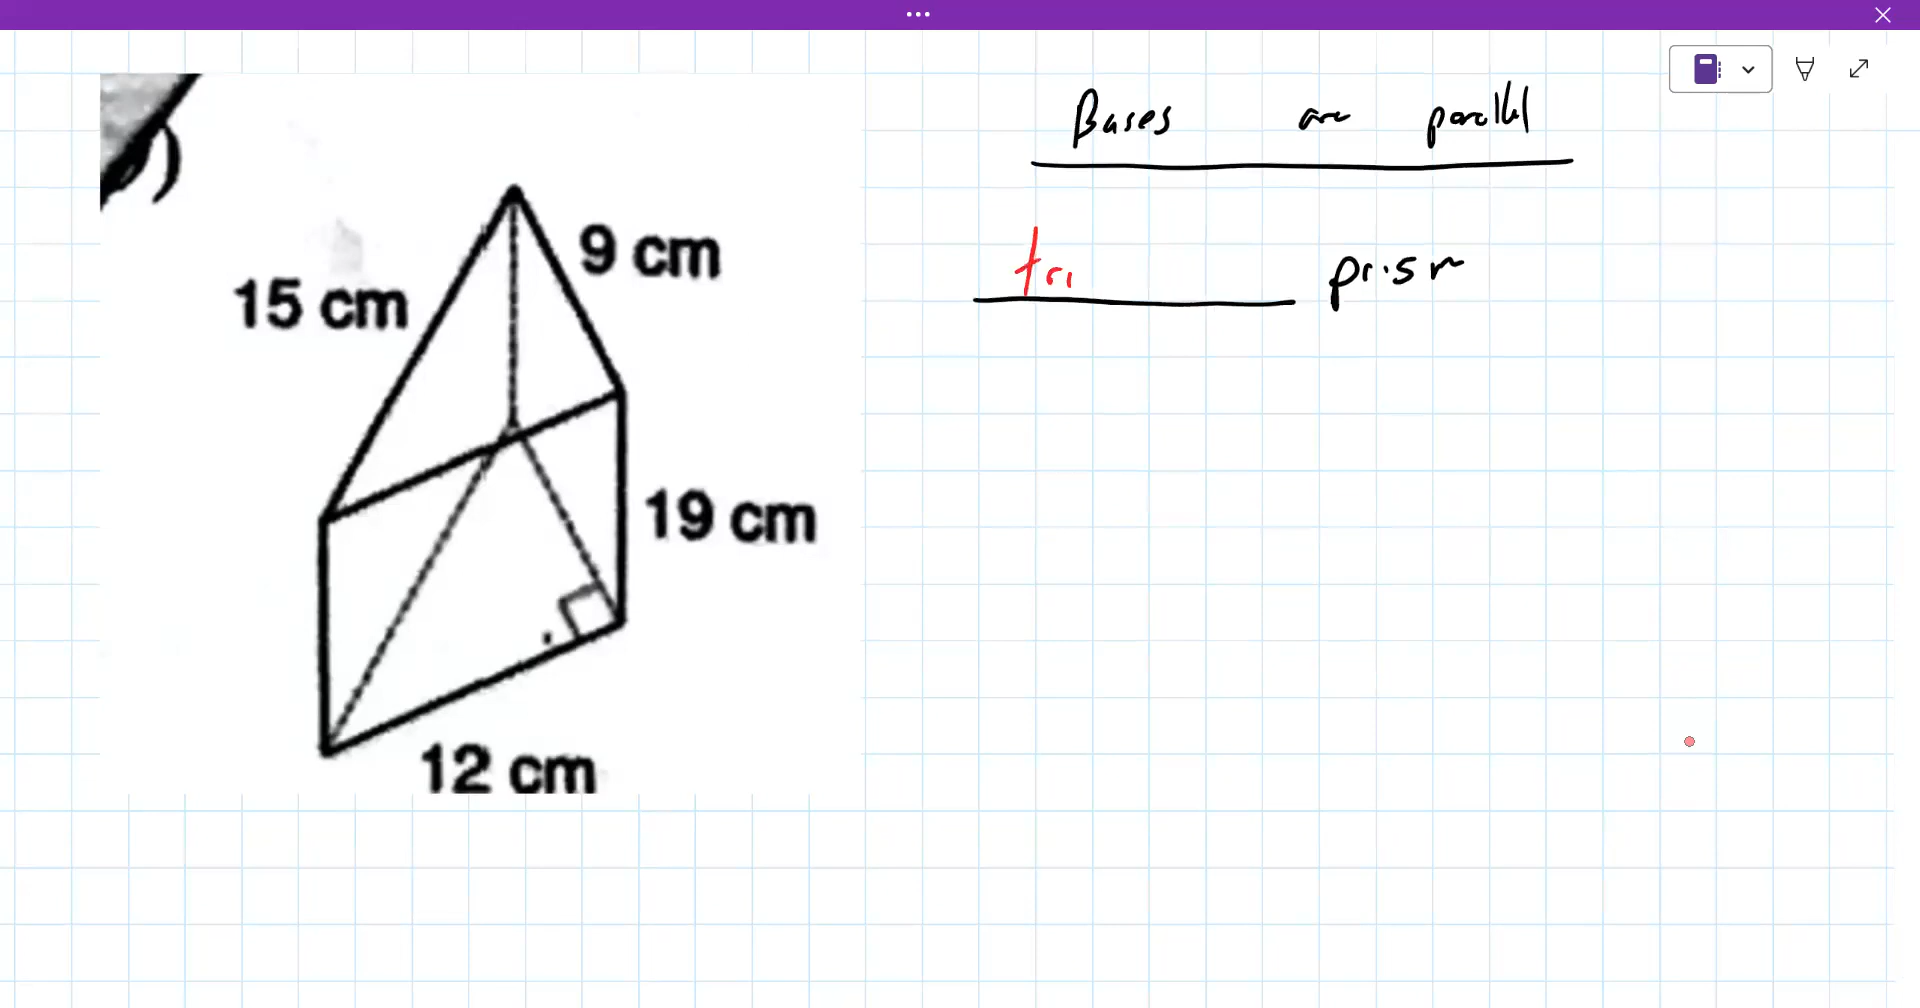 Bases are parallel
tri prism
9 cm
15 cm
19 cm
12 cm